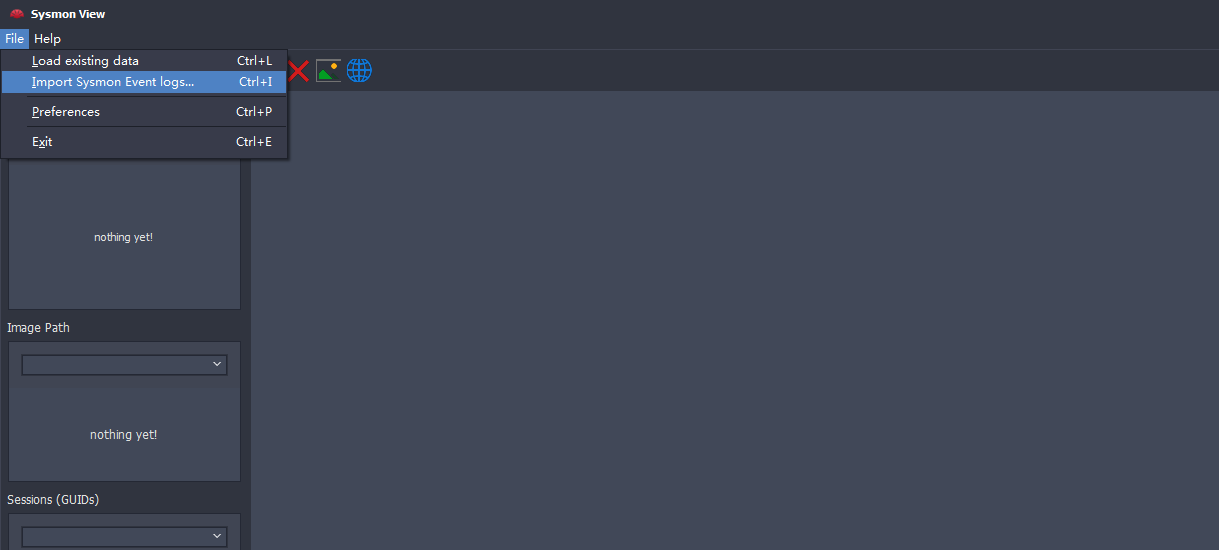 Sysmon View
File Help
Load existing data Ctrl+L
Import Sysmon Event logs... Ctrl+I
Preferences Ctrl+P
Exit Ctrl+E
nothing yet!
Image Path
nothing yet!
Sessions (GUIDs)